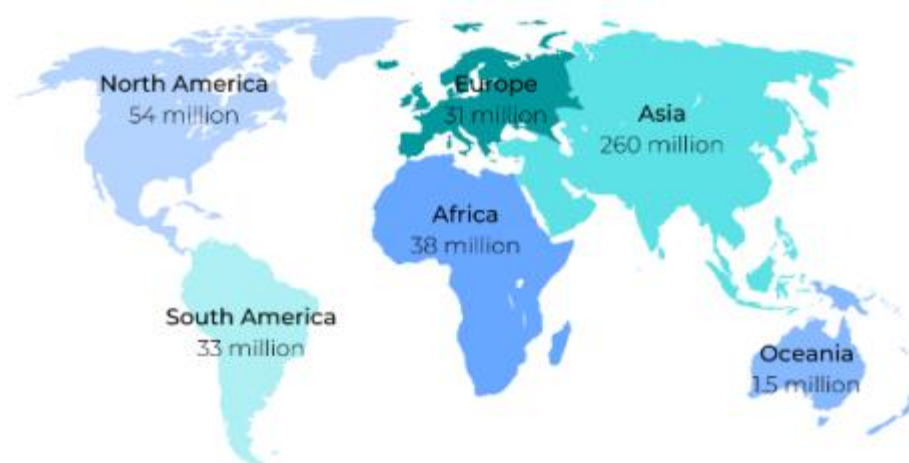 North America
54 million
Europe
31 million
Asia
260 million
Africa
38 million
South America
33 million
Oceania
1.5 million